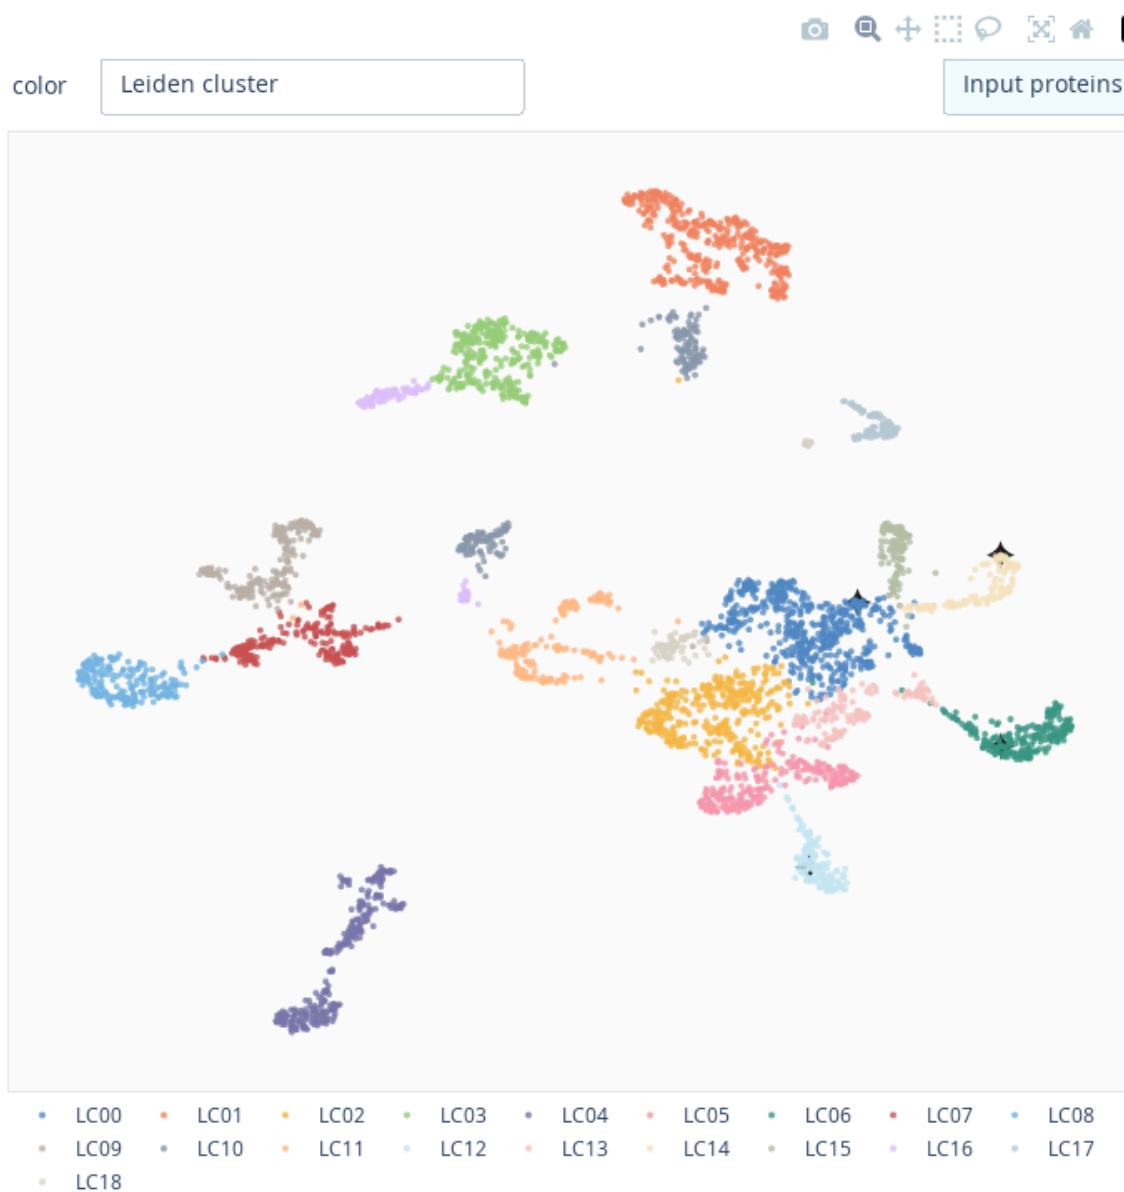 color Leiden cluster Input proteins
LC00 LC01 LC02 LC03 LC04 LC05 LC06 LC07 LC08
LC09 LC10 LC11 LC12 LC13 LC14 LC15 LC16 LC17
LC18